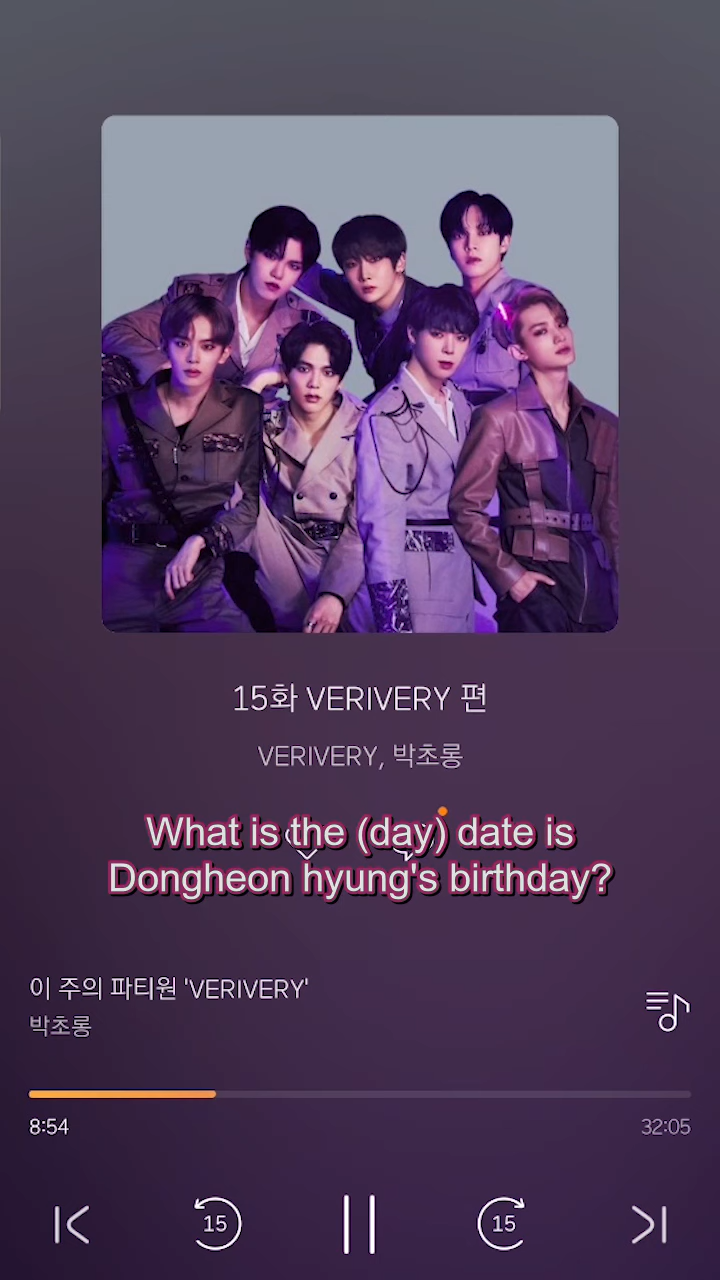 15화 VERIVERY 편
VERIVERY, 박초롱
What is the (day) date is
Dongheon hyung's birthday?
이 주의 파티원 'VERIVERY'
박초롱
8:54
32:05
15
15